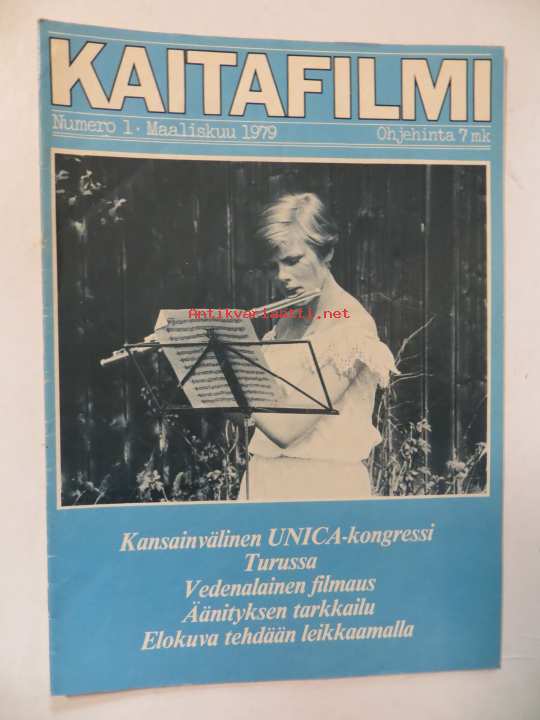 KAITAFILMI
Numero 1 · Maaliskuu 1979 Ohjehinta 7 mk
Antikvariaatti.net
Kansainvälinen UNICA-kongressi
Turussa
Vedenalainen filmaus
Äänityksen tarkkailu
Elokuva tehdään leikkaamalla